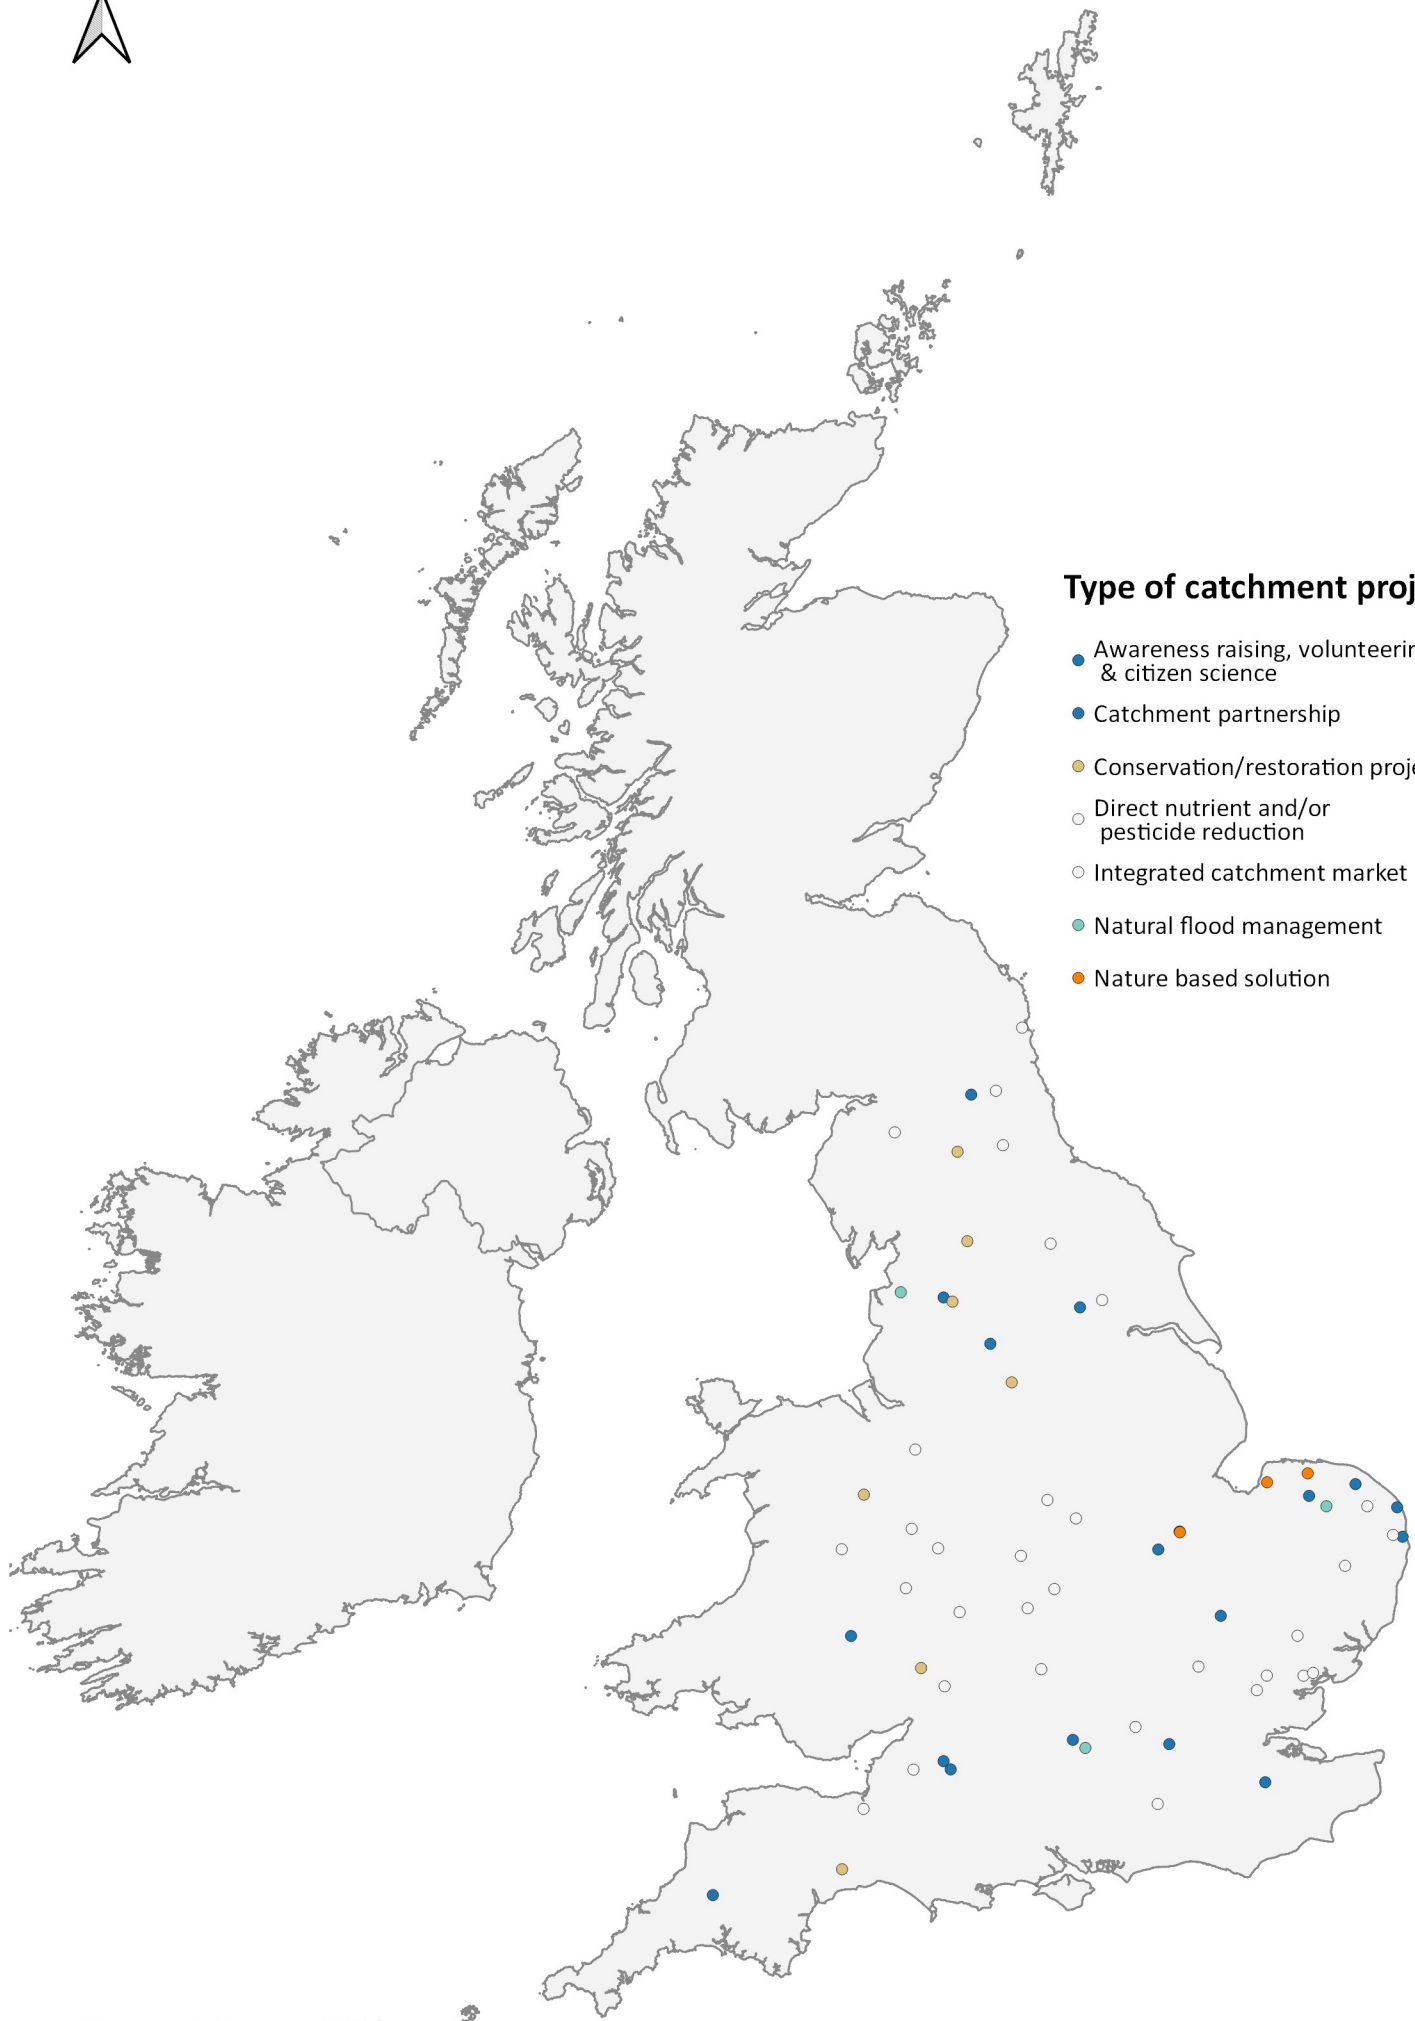 Type of catchment proj
Awareness raising, volunteerin
& citizen science
Catchment partnership
Conservation/restoration proje
Direct nutrient and/or
pesticide reduction
Integrated catchment market
Natural flood management
Nature based solution